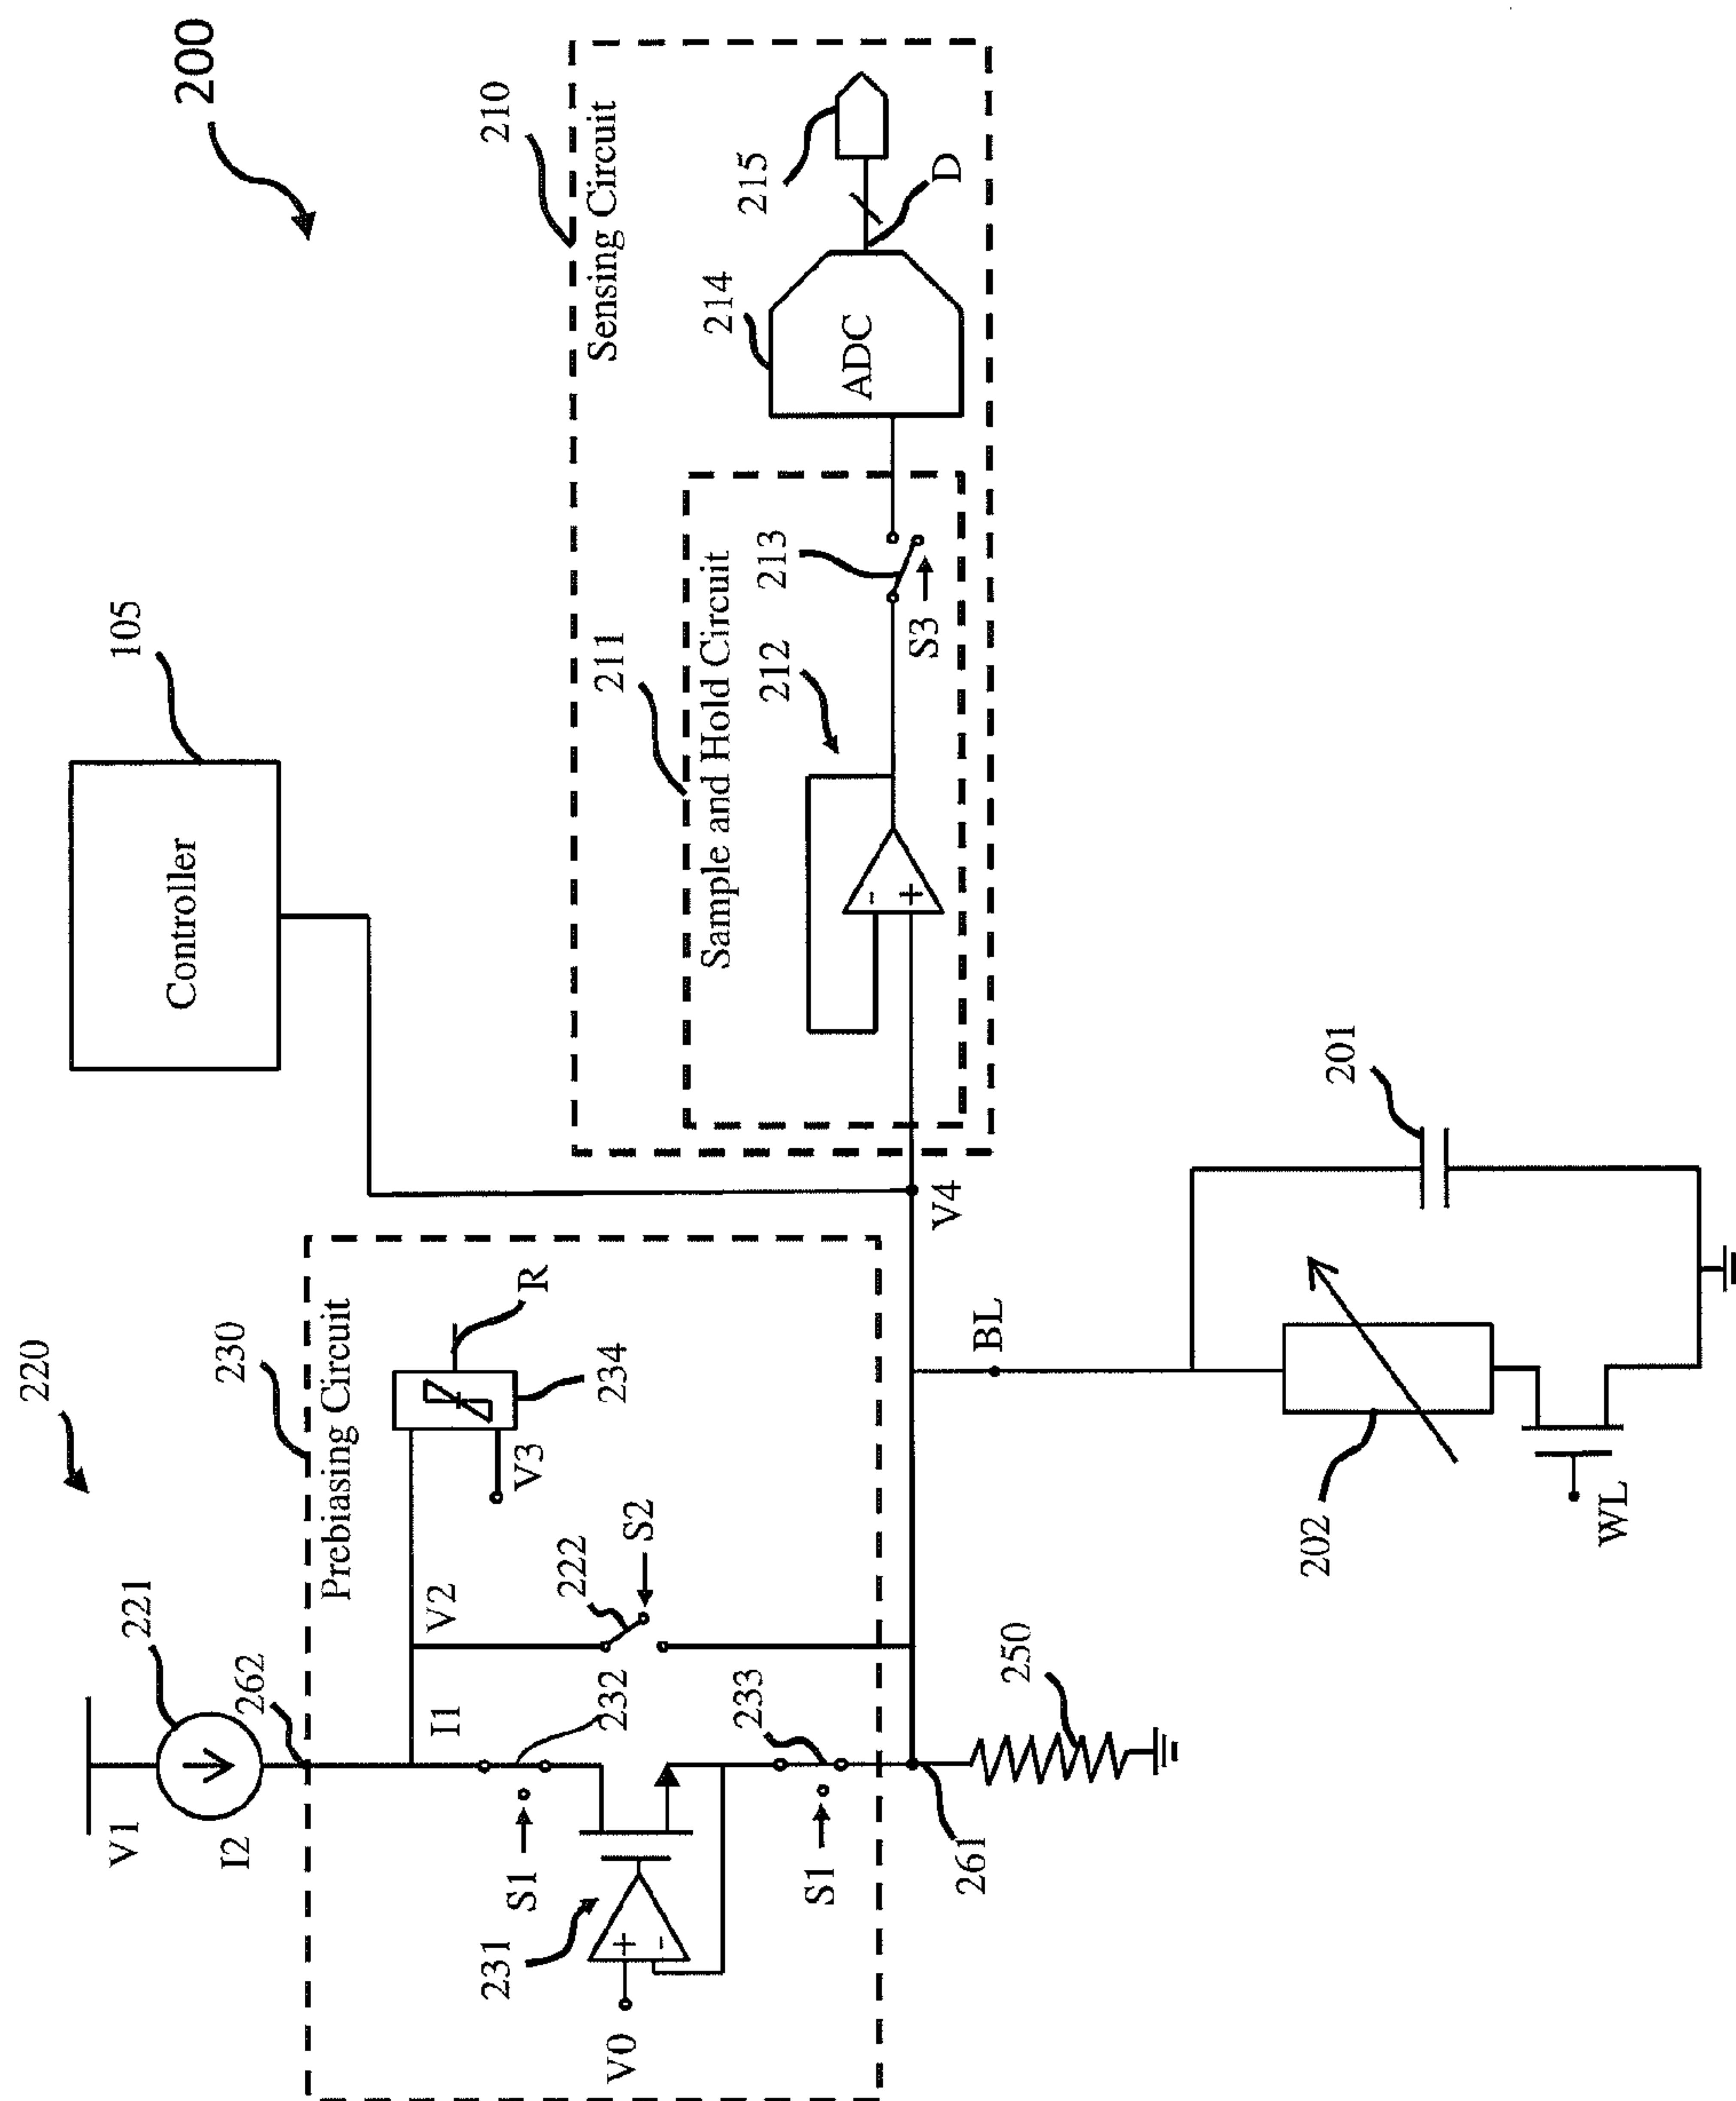 200
220
V1
221
I2
262
230
Prebiasing Circuit
I1
V2
R
234
V3
S1
232
222
S2
231
V0
S1
233
261
250
Controller
105
210
Sensing Circuit
211
Sample and Hold Circuit
212
-
+
213
S3
214
ADC
215
D
V4
BL
201
202
WL
+
-